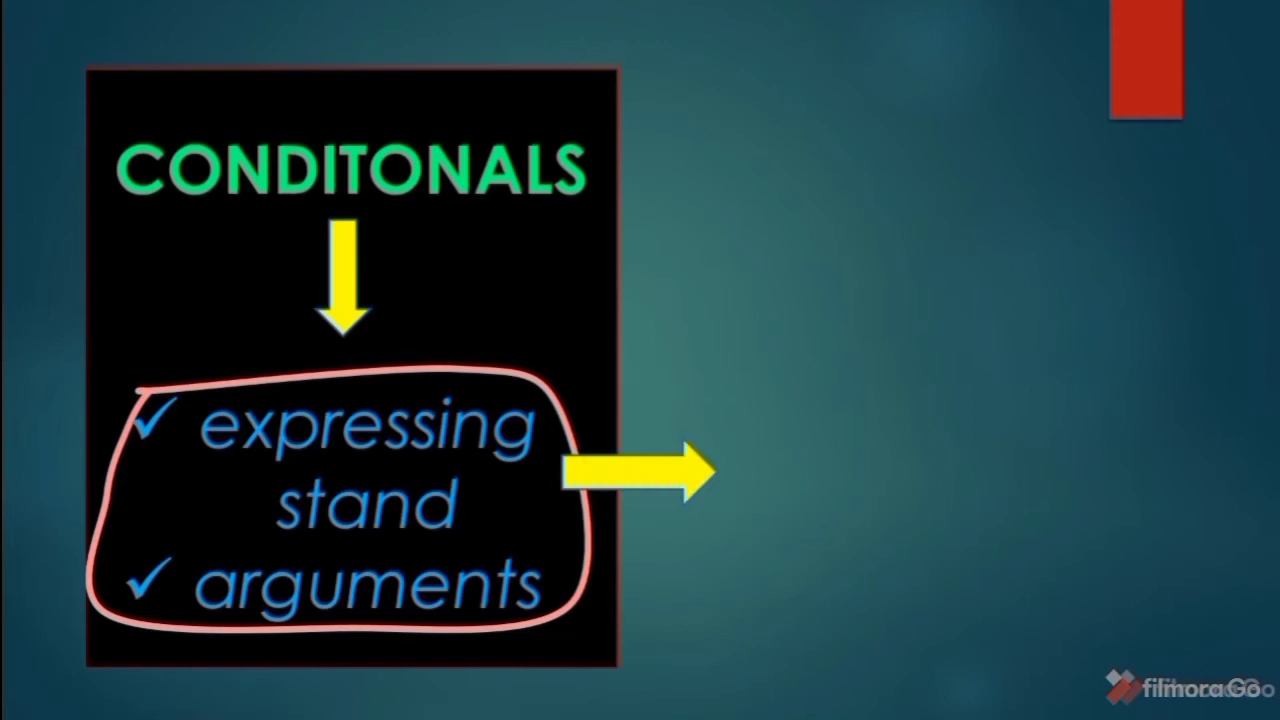 CONDITONALS
✓ expressing
stand
✓ arguments
filmoraGo